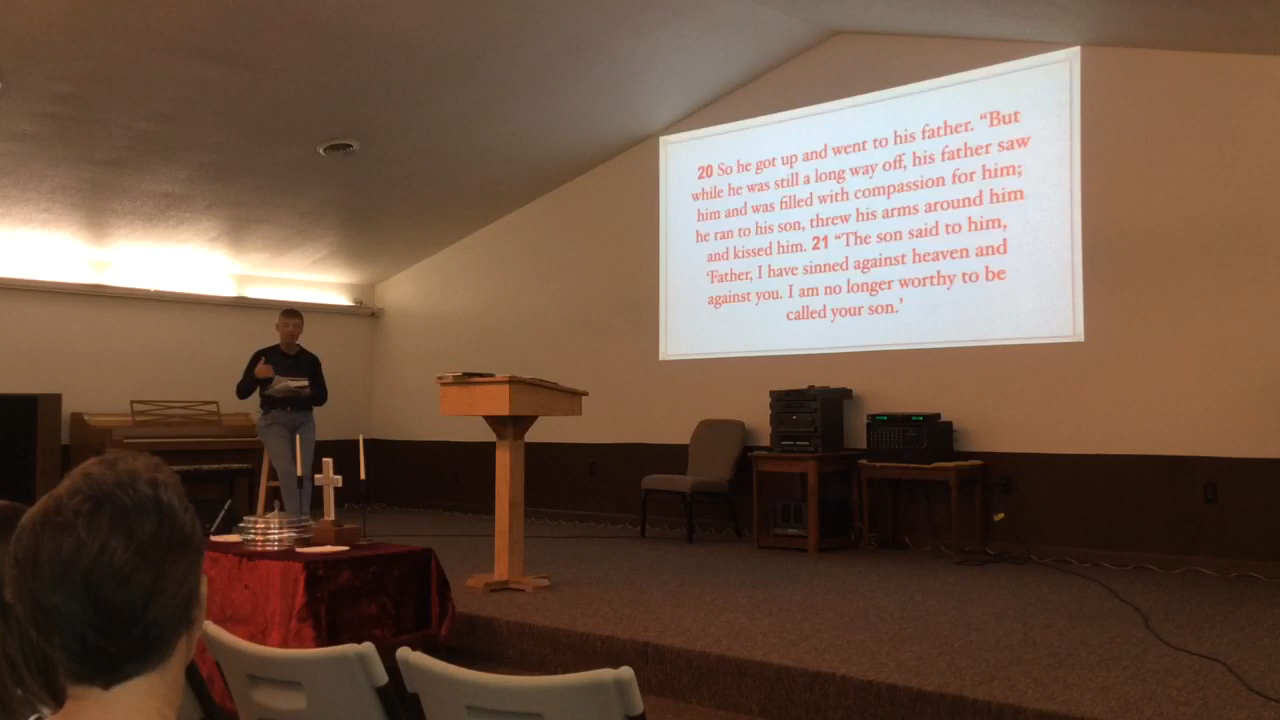 20 So he got up and went to his father. “But
while he was still a long way off, his father saw
him and was filled with compassion for him;
he ran to his son, threw his arms around him
and kissed him. 21 “The son said to him,
‘Father, I have sinned against heaven and
against you. I am no longer worthy to be
called your son.’